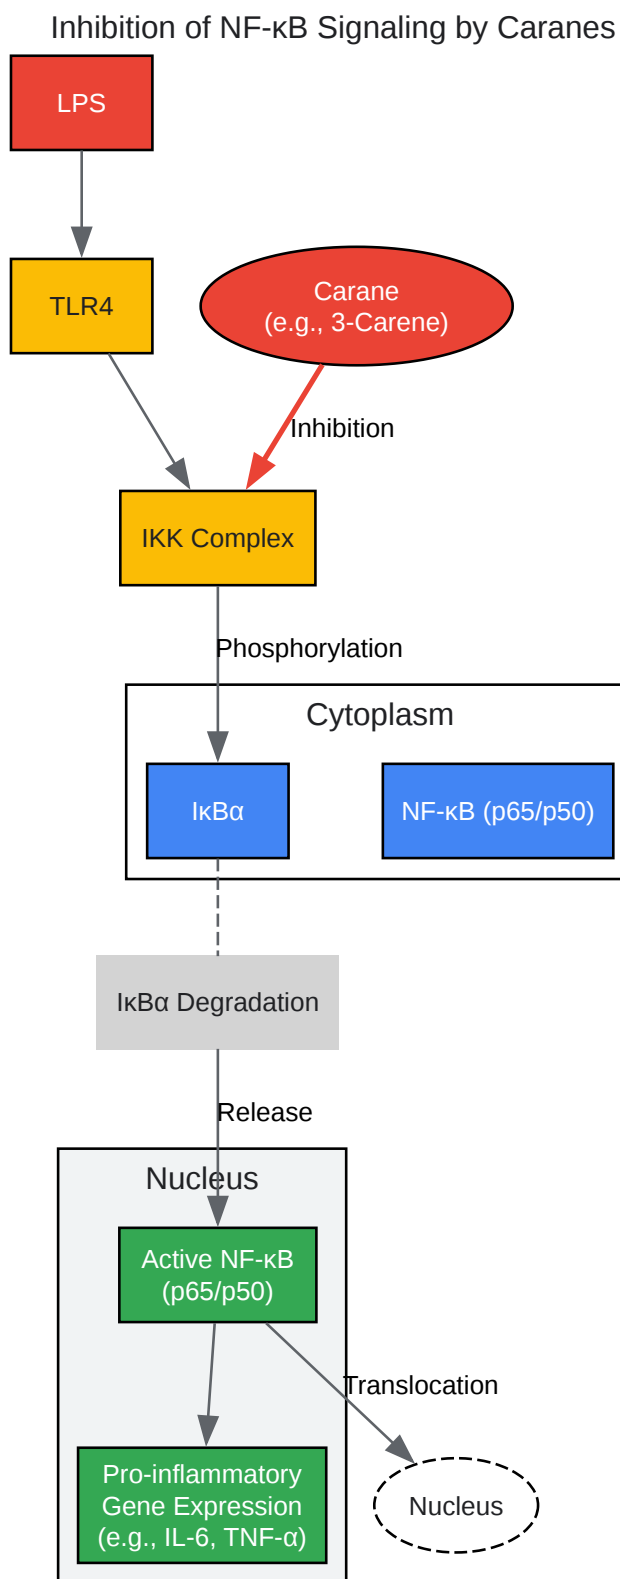 Inhibition of NF-κB Signaling by Caranes
LPS
TLR4
Carane
(e.g., 3-Carene)
Inhibition
IKK Complex
Phosphorylation
Cytoplasm
IκBα
NF-κB (p65/p50)
IκBα Degradation
Release
Nucleus
Active NF-κB
(p65/p50)
Translocation
Pro-inflammatory
Gene Expression
(e.g., IL-6, TNF-α)
Nucleus